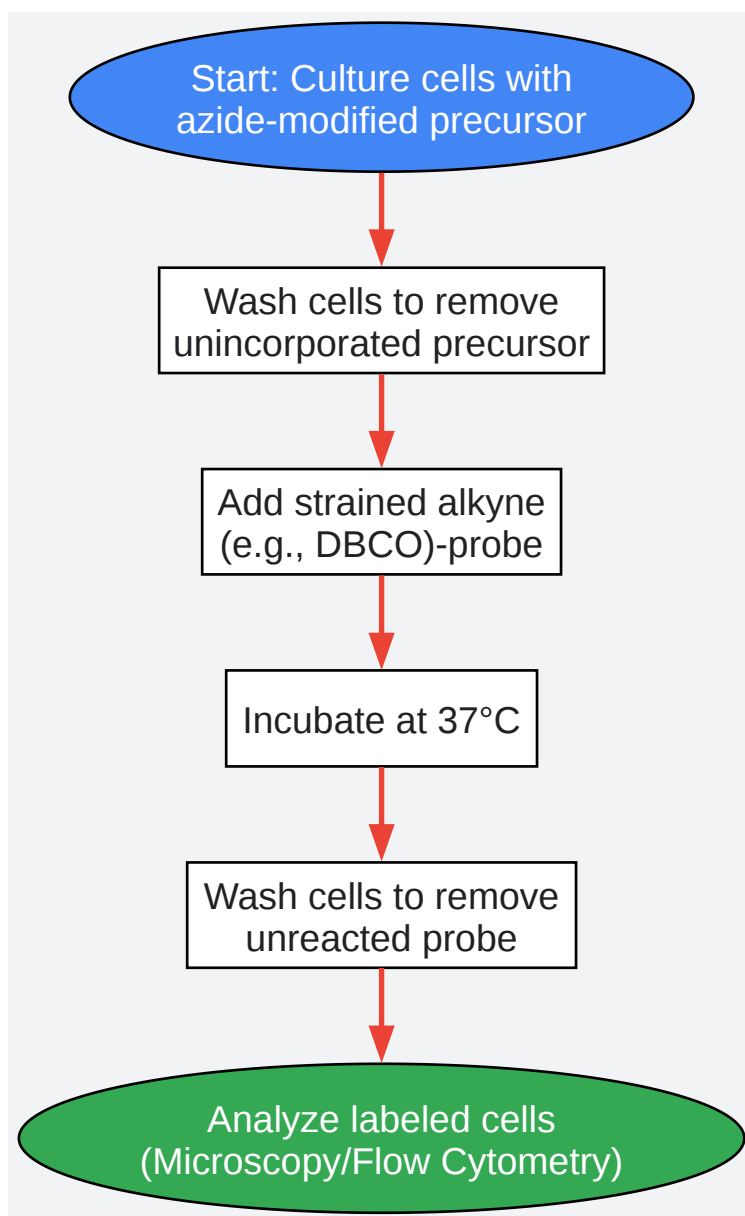 Start: Culture cells with
azide-modified precursor
Wash cells to remove
unincorporated precursor
Add strained alkyne
(e.g., DBCO)-probe
Incubate at 37°C
Wash cells to remove
unreacted probe
Analyze labeled cells
(Microscopy/Flow Cytometry)